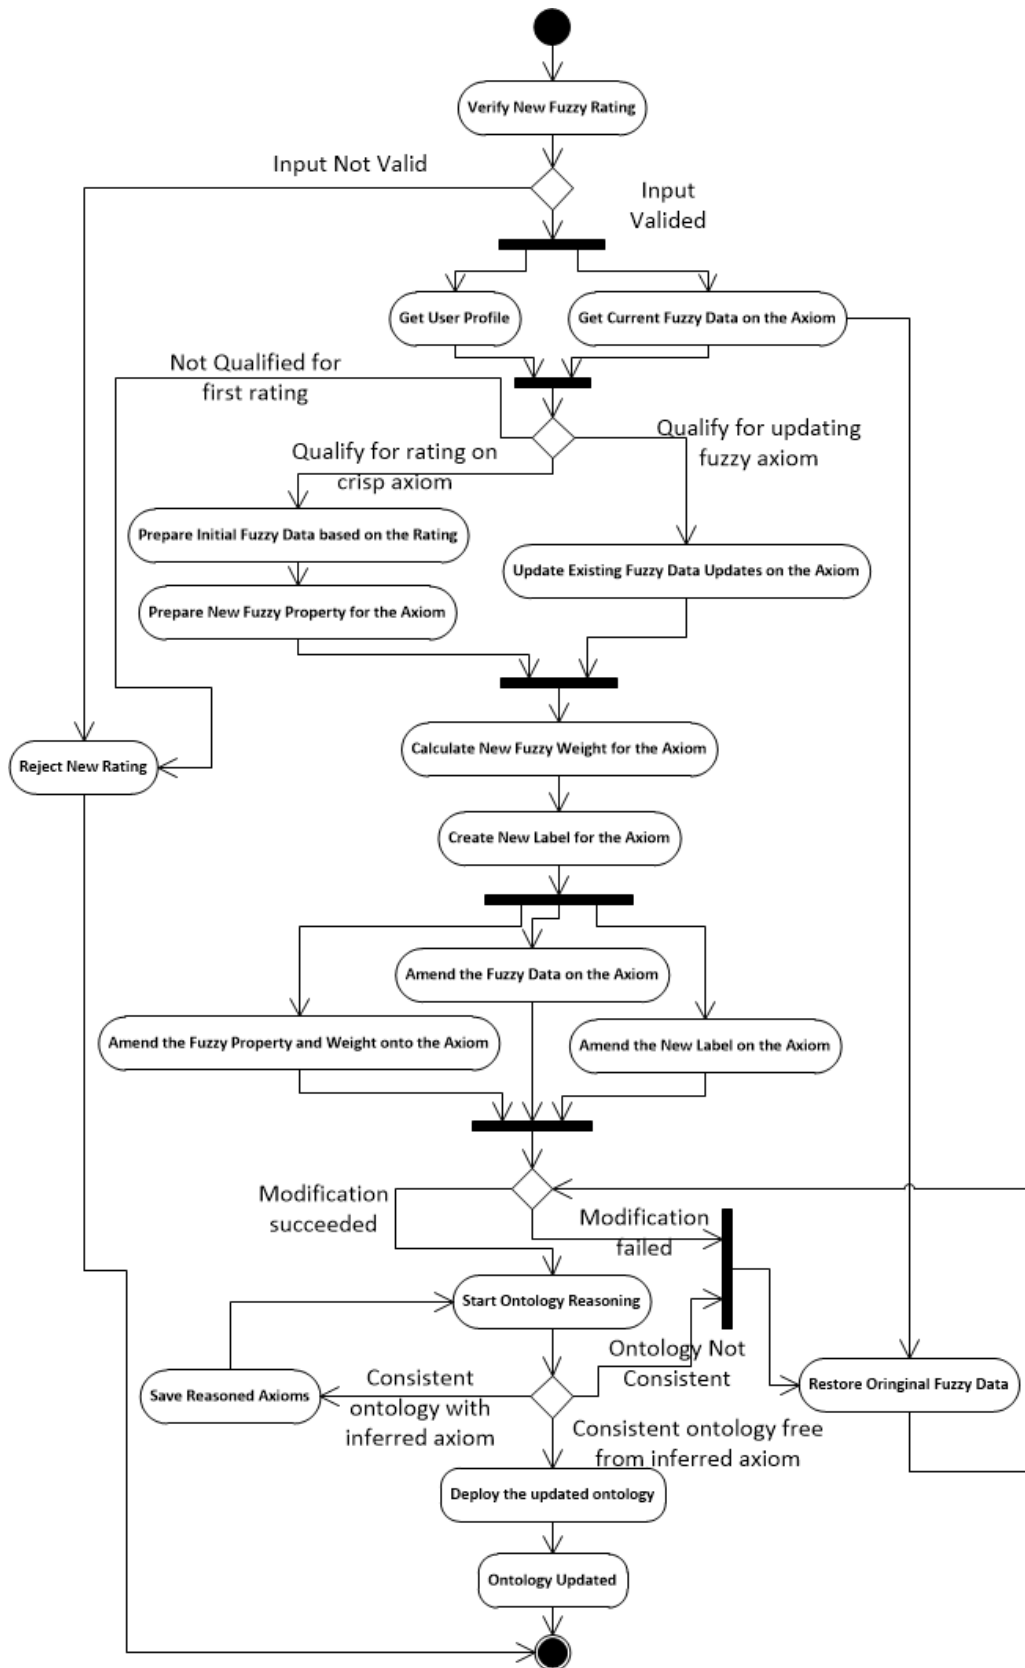 Verify New Fuzzy Rating
Input Not Valid
Input
Valided
Get User Profile
Get Current Fuzzy Data on the Axiom
Not Qualified for
first rating
Qualify for rating on
crisp axiom
Qualify for updating
fuzzy axiom
Prepare Initial Fuzzy Data based on the Rating
Update Existing Fuzzy Data Updates on the Axiom
Prepare New Fuzzy Property for the Axiom
Reject New Rating
Calculate New Fuzzy Weight for the Axiom
Create New Label for the Axiom
Amend the Fuzzy Data on the Axiom
Amend the Fuzzy Property and Weight onto the Axiom
Amend the New Label on the Axiom
Modification
succeeded
Modification
failed
Start Ontology Reasoning
Ontology Not
Consistent
Save Reasoned Axioms
Consistent
ontology with
inferred axiom
Restore Oringinal Fuzzy Data
Consistent ontology free
from inferred axiom
Deploy the updated ontology
Ontology Updated